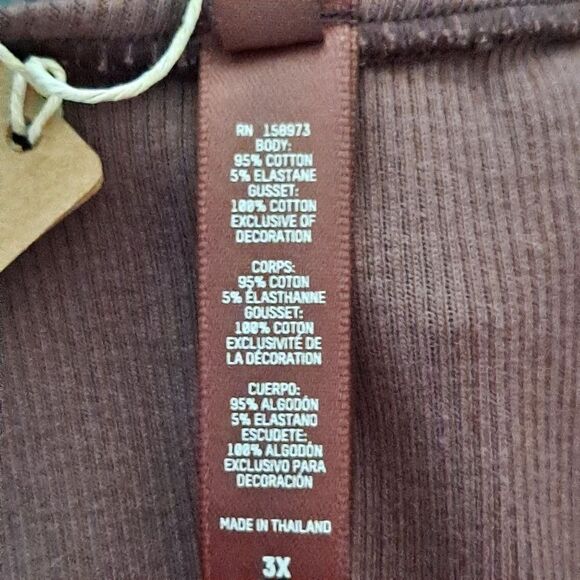 RN 158973
BODY:
95% COTTON
5% ELASTANE
GUSSET:
100% COTTON
EXCLUSIVE OF
DECORATION
CORPS:
95% COTON
5% ÉLASTHANNE
GOUSSET:
100% COTON
EXCLUSIVITÉ DE
LA DÉCORATION
CUERPO:
95% ALGODÓN
5% ELASTANO
ESCUDETE:
100% ALGODÓN
EXCLUSIVO PARA
DECORACIÓN
MADE IN THAILAND
3X